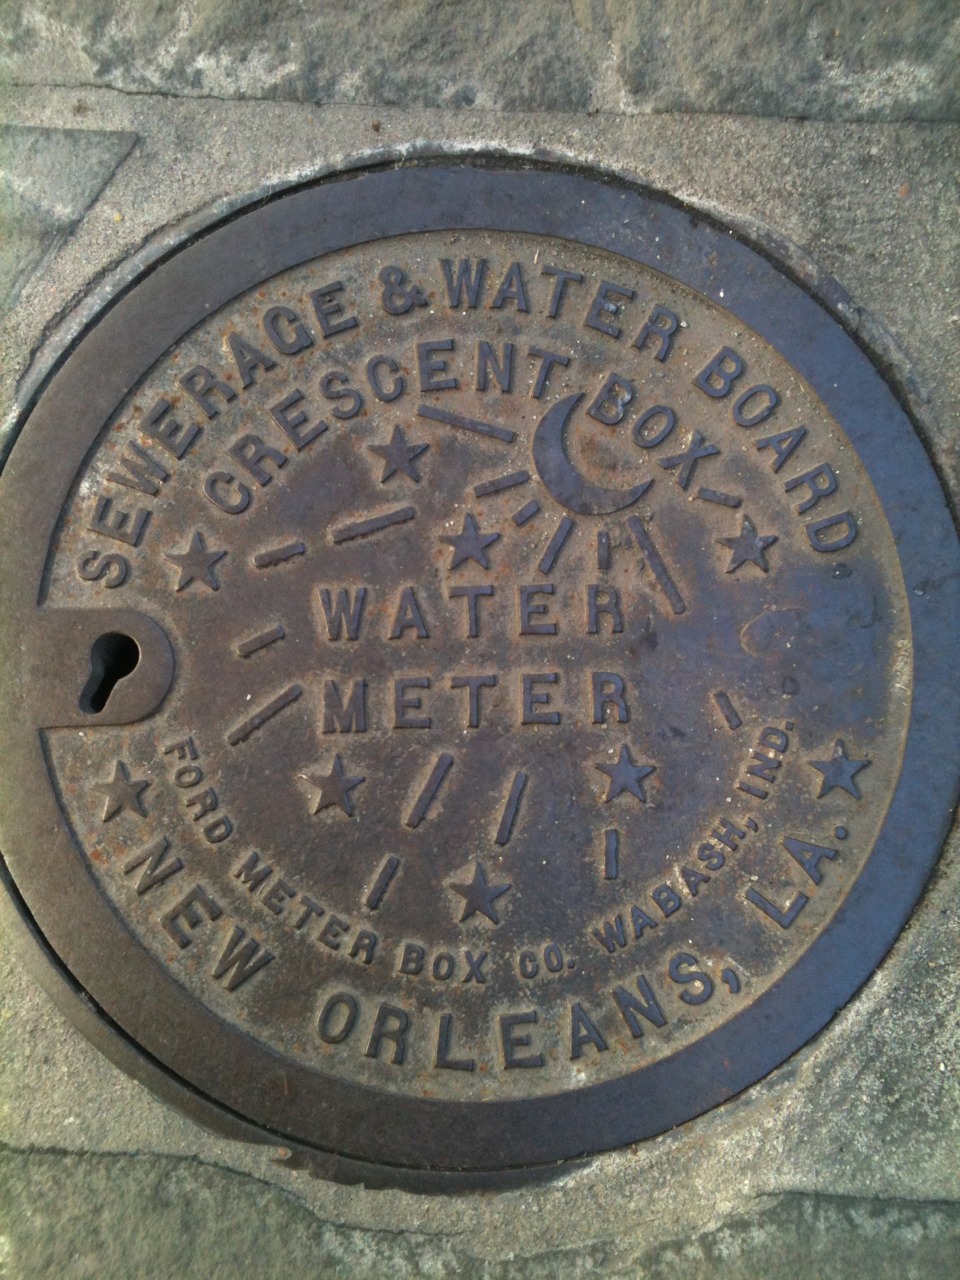 SEWERAGE & WATER BOARD.
CRESCENT BOX
WATER
METER
FORD METER BOX CO. WABASH, IND.
NEW ORLEANS, LA.